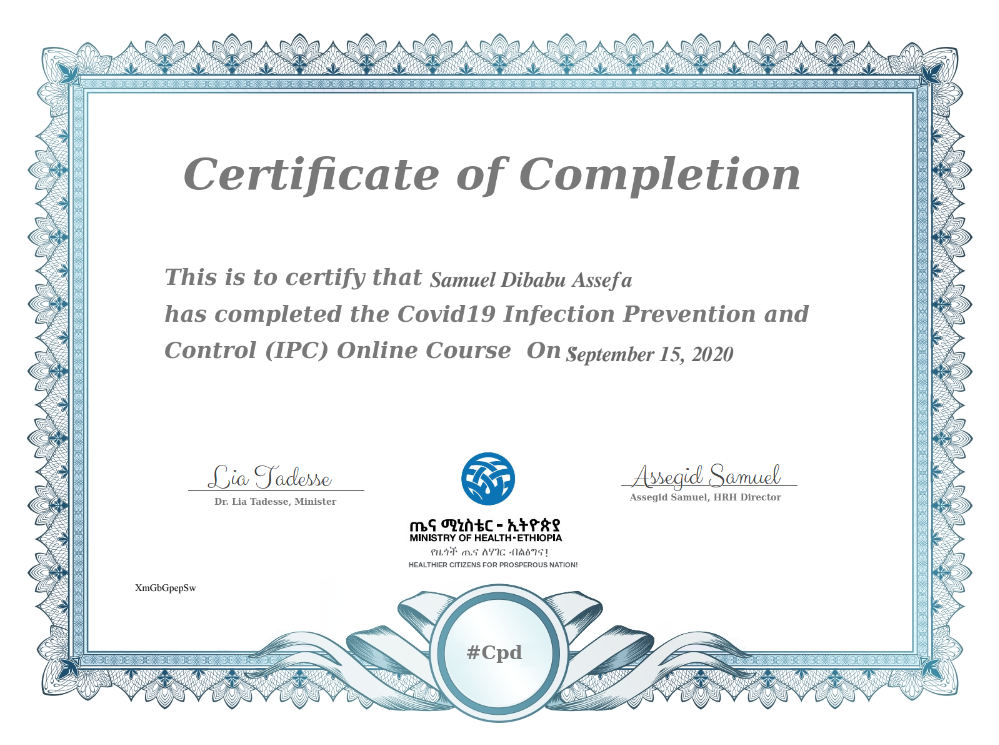 Certificate of Completion
This is to certify that Samuel Dibabu Assefa
has completed the Covid19 Infection Prevention and
Control (IPC) Online Course On September 15, 2020
Lia Tadesse
Dr. Lia Tadesse, Minister
Assegid Samuel
Assegid Samuel, HRH Director
ጤና ሚኒስቴር - ኢትዮጵያ
MINISTRY OF HEALTH-ETHIOPIA
የዜጎች ጤና ለሃገር ብልፅግና!
HEALTHIER CITIZENS FOR PROSPEROUS NATION!
XmGbGpepSw
#Cpd